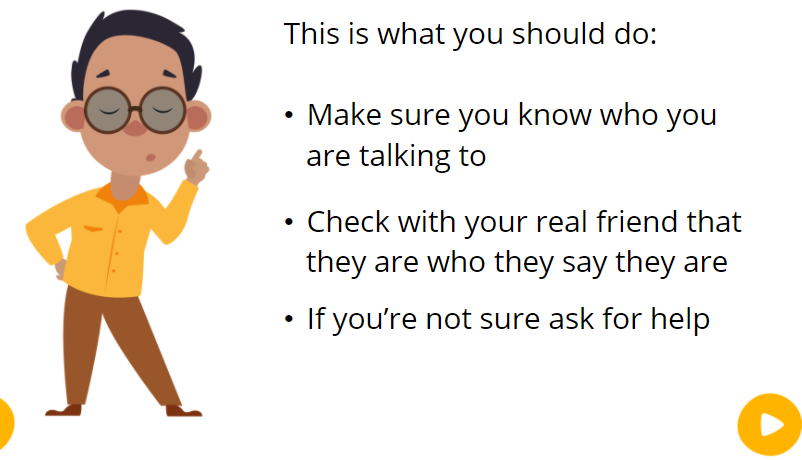 This is what you should do:
• Make sure you know who you
are talking to
• Check with your real friend that
they are who they say they are
• If you’re not sure ask for help